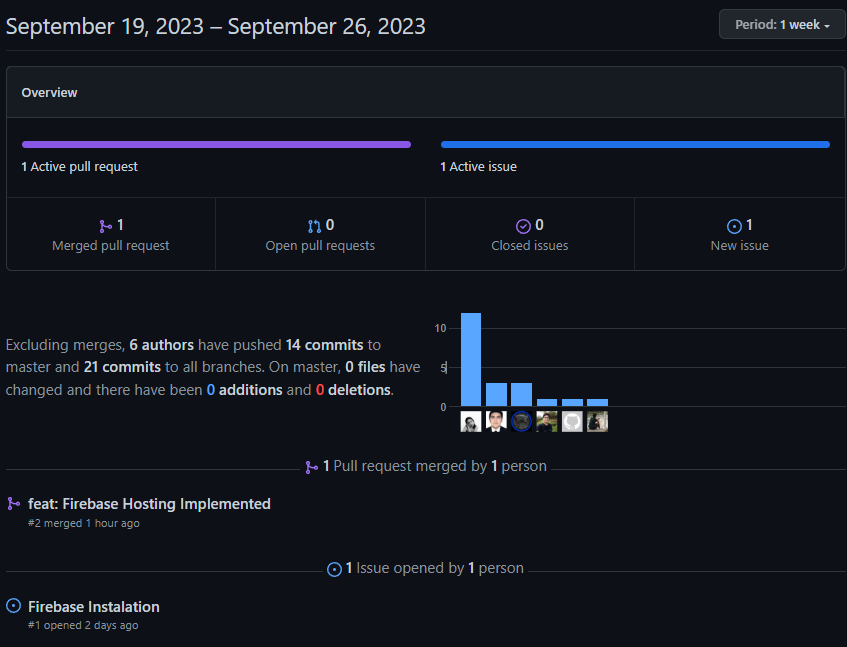 September 19, 2023 – September 26, 2023
Period: 1 week
Overview
1 Active pull request
1 Active issue
1
Merged pull request
0
Open pull requests
0
Closed issues
1
New issue
Excluding merges, 6 authors have pushed 14 commits to
master and 21 commits to all branches. On master, 0 files have
changed and there have been 0 additions and 0 deletions.
10
5
0
1 Pull request merged by 1 person
feat: Firebase Hosting Implemented
#2 merged 1 hour ago
1 Issue opened by 1 person
Firebase Instalation
#1 opened 2 days ago